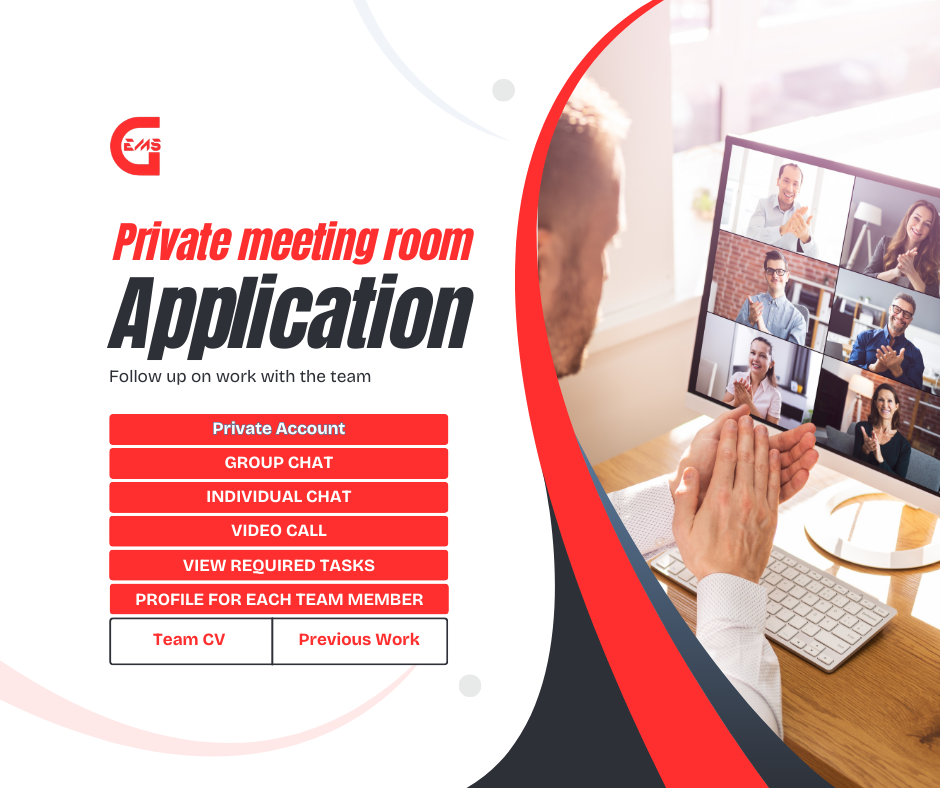 EMS
Private meeting room
Application
Follow up on work with the team
Private Account
GROUP CHAT
INDIVIDUAL CHAT
VIDEO CALL
VIEW REQUIRED TASKS
PROFILE FOR EACH TEAM MEMBER
Team CV
Previous Work